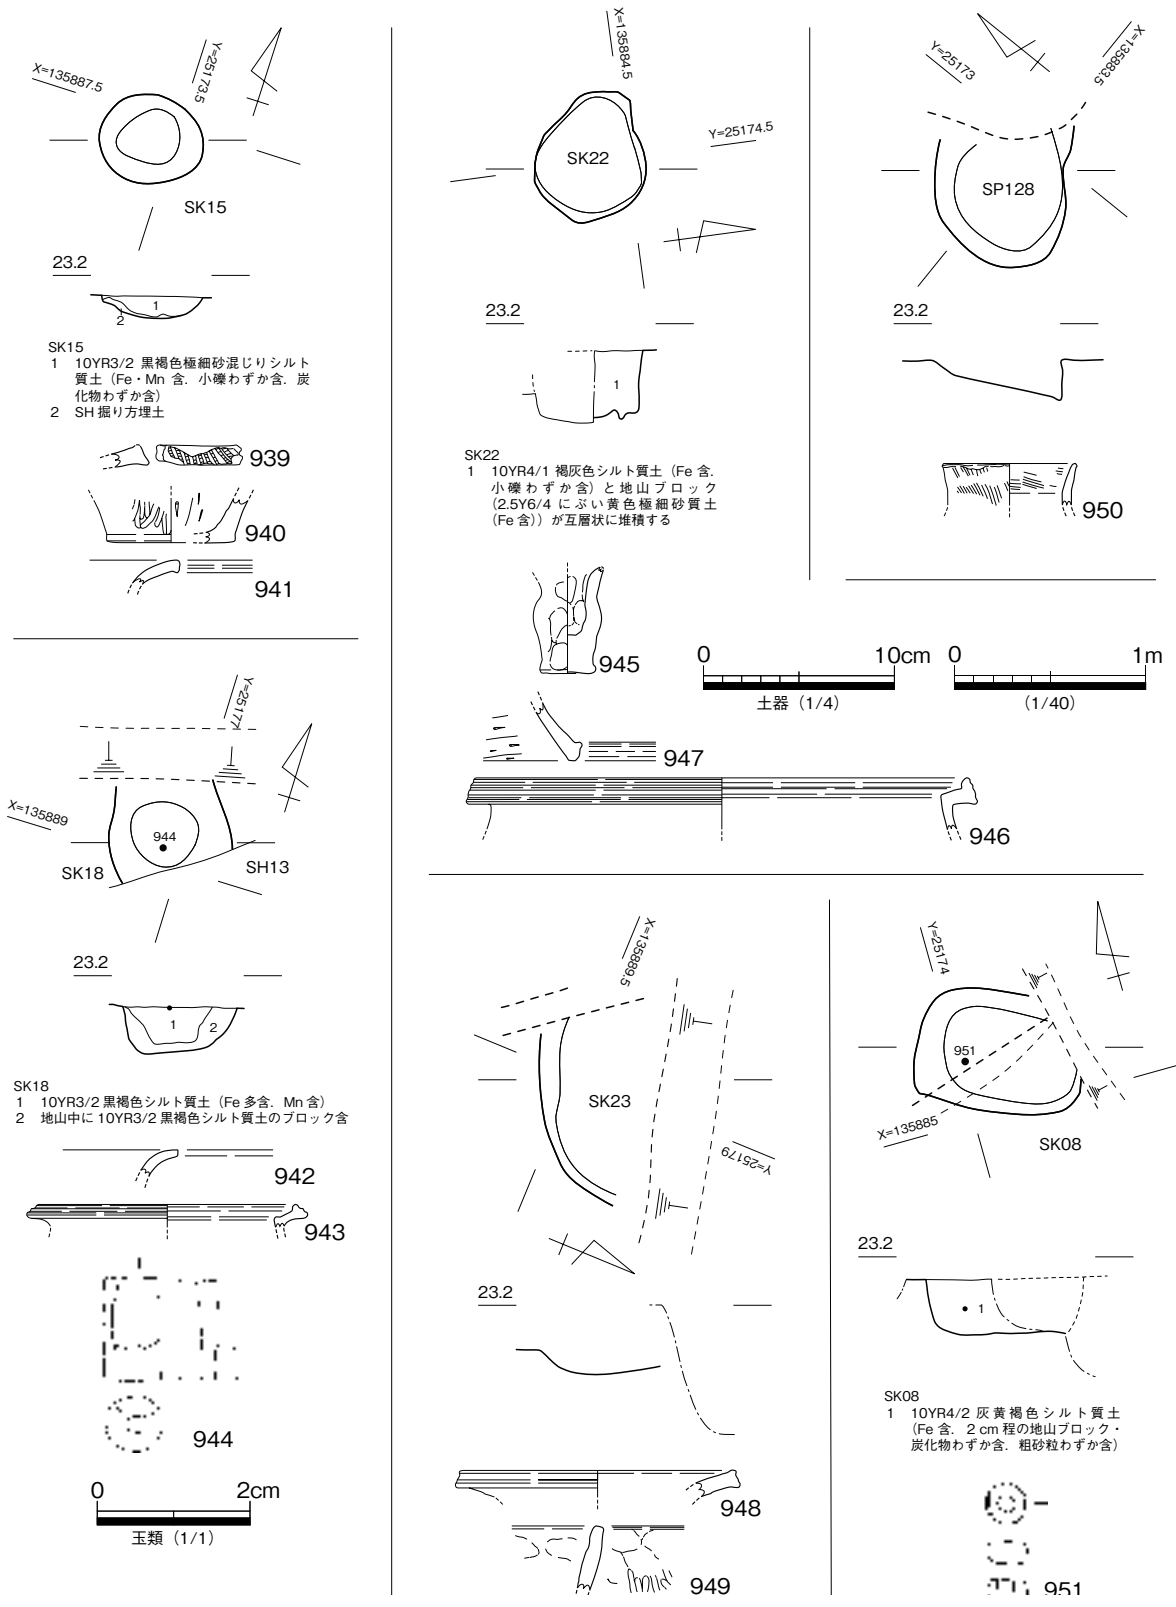 X=135887.5
Y=25173.5
SK15
23.2
1
2
SK15
1 10YR3/2 黒褐色極細砂混じりシルト
質土（Fe・Mn 含．小礫わずか含．炭
化物わずか含）
2 SH 掘り方埋土
939
940
941
Y=25177
X=135889
944
SK18
SH13
23.2
1
2
SK18
1 10YR3/2 黒褐色シルト質土（Fe 多含．Mn 含）
2 地山中に 10YR3/2 黒褐色シルト質土のブロック含
942
943
944
0 2cm
玉類（1/1）
X=135884.5
Y=25174.5
SK22
23.2
1
SK22
1 10YR4/1 褐灰色シルト質土（Fe 含．
小礫わずか含）と地山ブロック
（2.5Y6/4 にぶい黄色極細砂質土
（Fe 含））が互層状に堆積する
945
947
946
Y=25173
X=135883.5
SP128
23.2
950
0 10cm
土器（1/4）
0 1m
（1/40）
X=135889.5
SK23
Y=25179
23.2
948
949
Y=25174
951
X=135885
SK08
23.2
1
SK08
1 10YR4/2 灰黄褐色シルト質土
（Fe 含．2 cm 程の地山ブロック・
炭化物わずか含．粗砂粒わずか含）
951